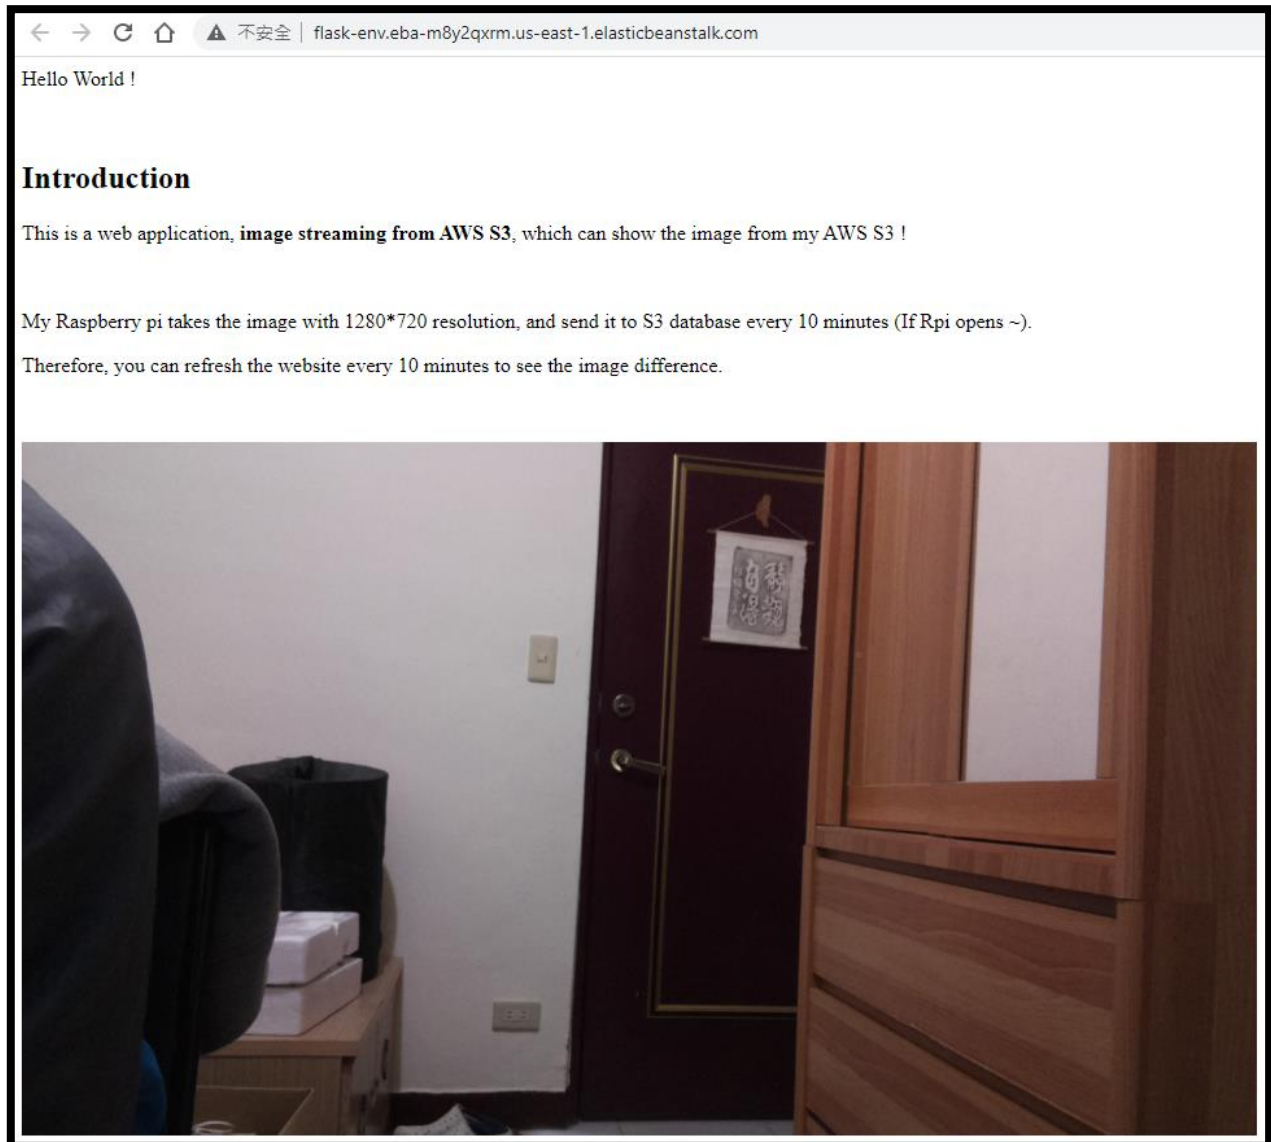 不安全 | flask-env.eba-m8y2qxrm.us-east-1.elasticbeanstalk.com
Hello World !
Introduction
This is a web application, image streaming from AWS S3, which can show the image from my AWS S3 !
My Raspberry pi takes the image with 1280*720 resolution, and send it to S3 database every 10 minutes (If Rpi opens ~).
Therefore, you can refresh the website every 10 minutes to see the image difference.